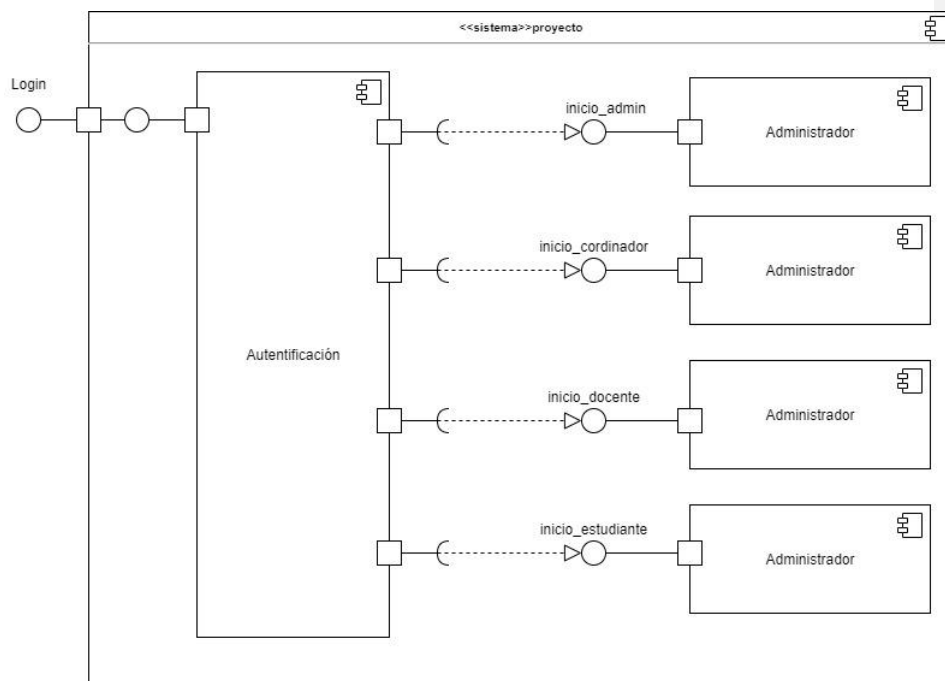 <<sistema>>proyecto
Login
inicio_admin
Administrador
inicio_cordinador
Administrador
Autentificación
inicio_docente
Administrador
inicio_estudiante
Administrador